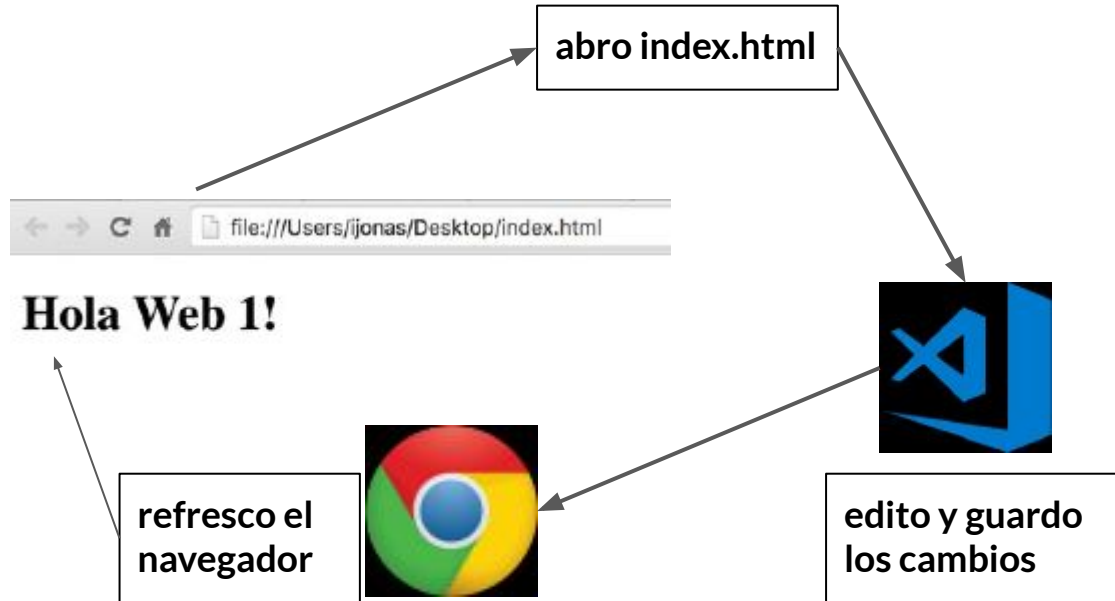 abro index.html
file:///Users/ijonas/Desktop/index.html
Hola Web 1!
refresco el
navegador
edito y guardo
los cambios